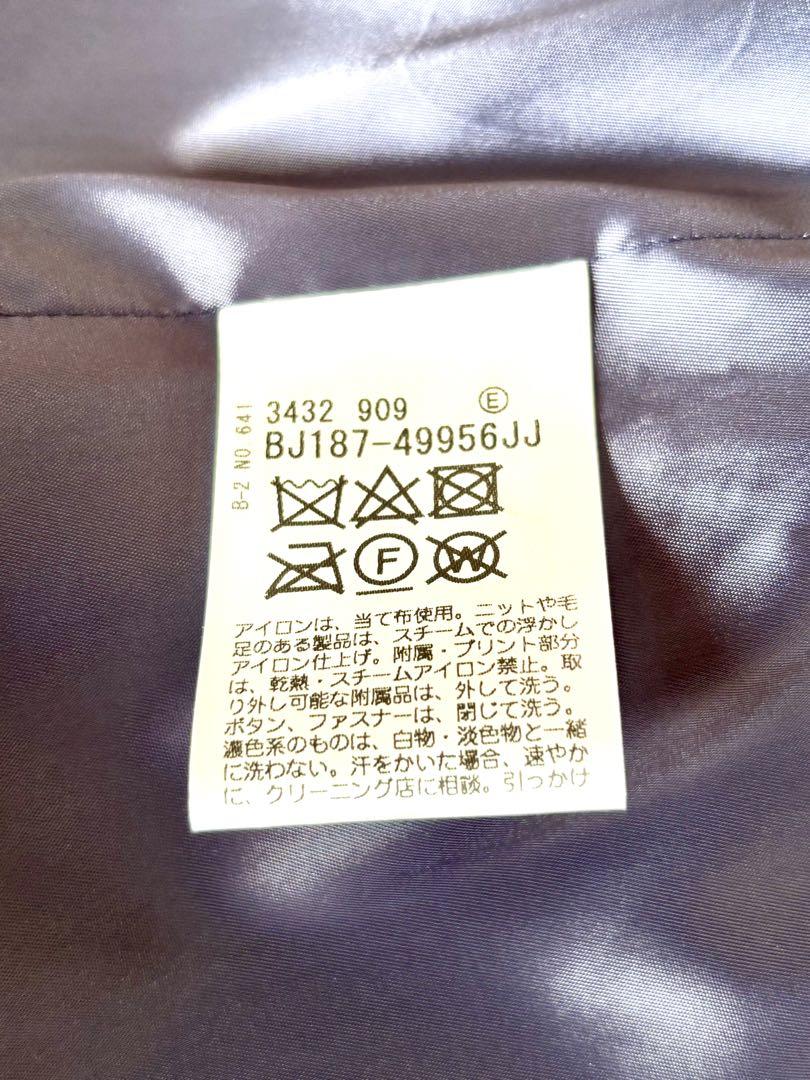 B-2 NO 641
3432 909 Ⓔ
BJ187-49956JJ
F
W
アイロンは、当て布使用。ニットや毛
足のある製品は、スチームでの浮かし
アイロン仕上げ。附属・プリント部分
は、乾熱・スチームアイロン禁止。取
り外し可能な附属品は、外して洗う。
ボタン、ファスナーは、閉じて洗う。
濃色系のものは、白物・淡色物と一緒
に洗わない。汗をかいた場合、速やか
に、クリーニング店に相談。引っかけ